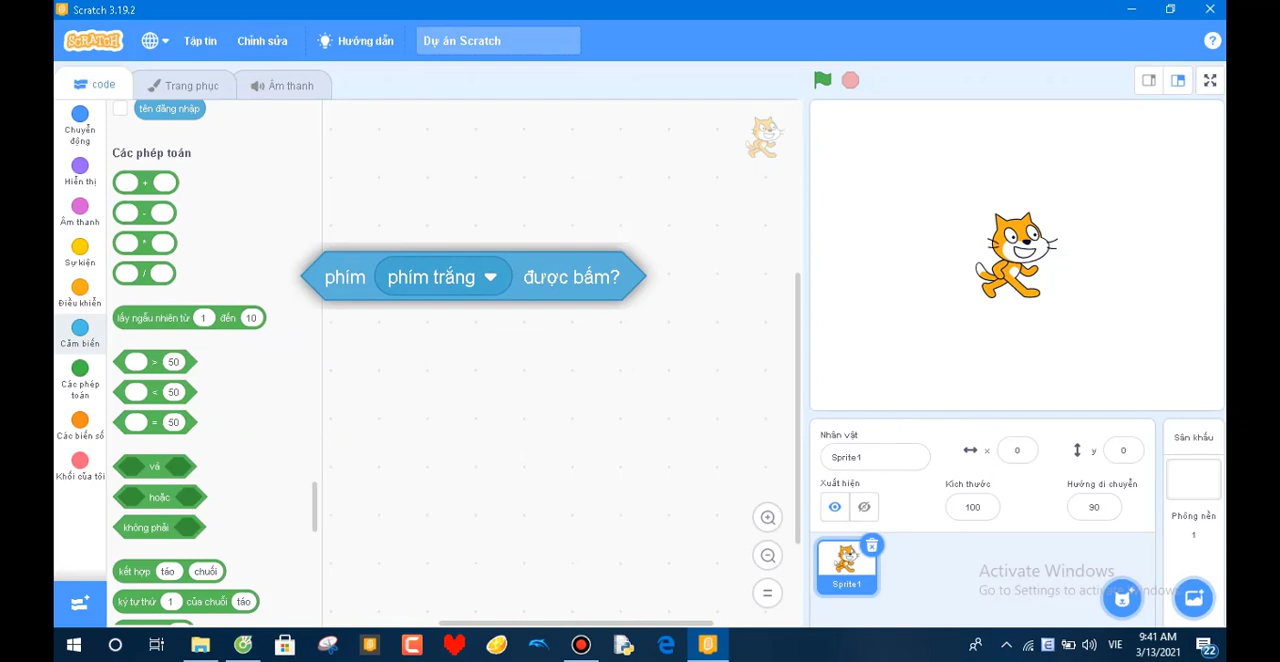 Scratch 3.19.2
SCRATCH
Tập tin
Chỉnh sửa
Hướng dẫn
Dự án Scratch
?
code
Trang phục
Âm thanh
Chuyển động
Hiển thị
Âm thanh
Sự kiện
Điều khiển
Cảm biến
Các phép toán
Các biến số
Khối của tôi
tên đăng nhập
Các phép toán
+
-
*
/
lấy ngẫu nhiên từ 1 đến 10
> 50
< 50
= 50
và
hoặc
không phải
kết hợp táo chuối
ký tự thứ 1 của chuỗi táo
phím phím trắng được bấm?
Nhân vật
Sprite1
x 0
y 0
Xuất hiện
Kích thước
100
Hướng di chuyển
90
Sprite1
Sân khấu
Phông nền
1
Activate Windows
Go to Settings to activate Windows.
VIE
9:41 AM
3/13/2021
22